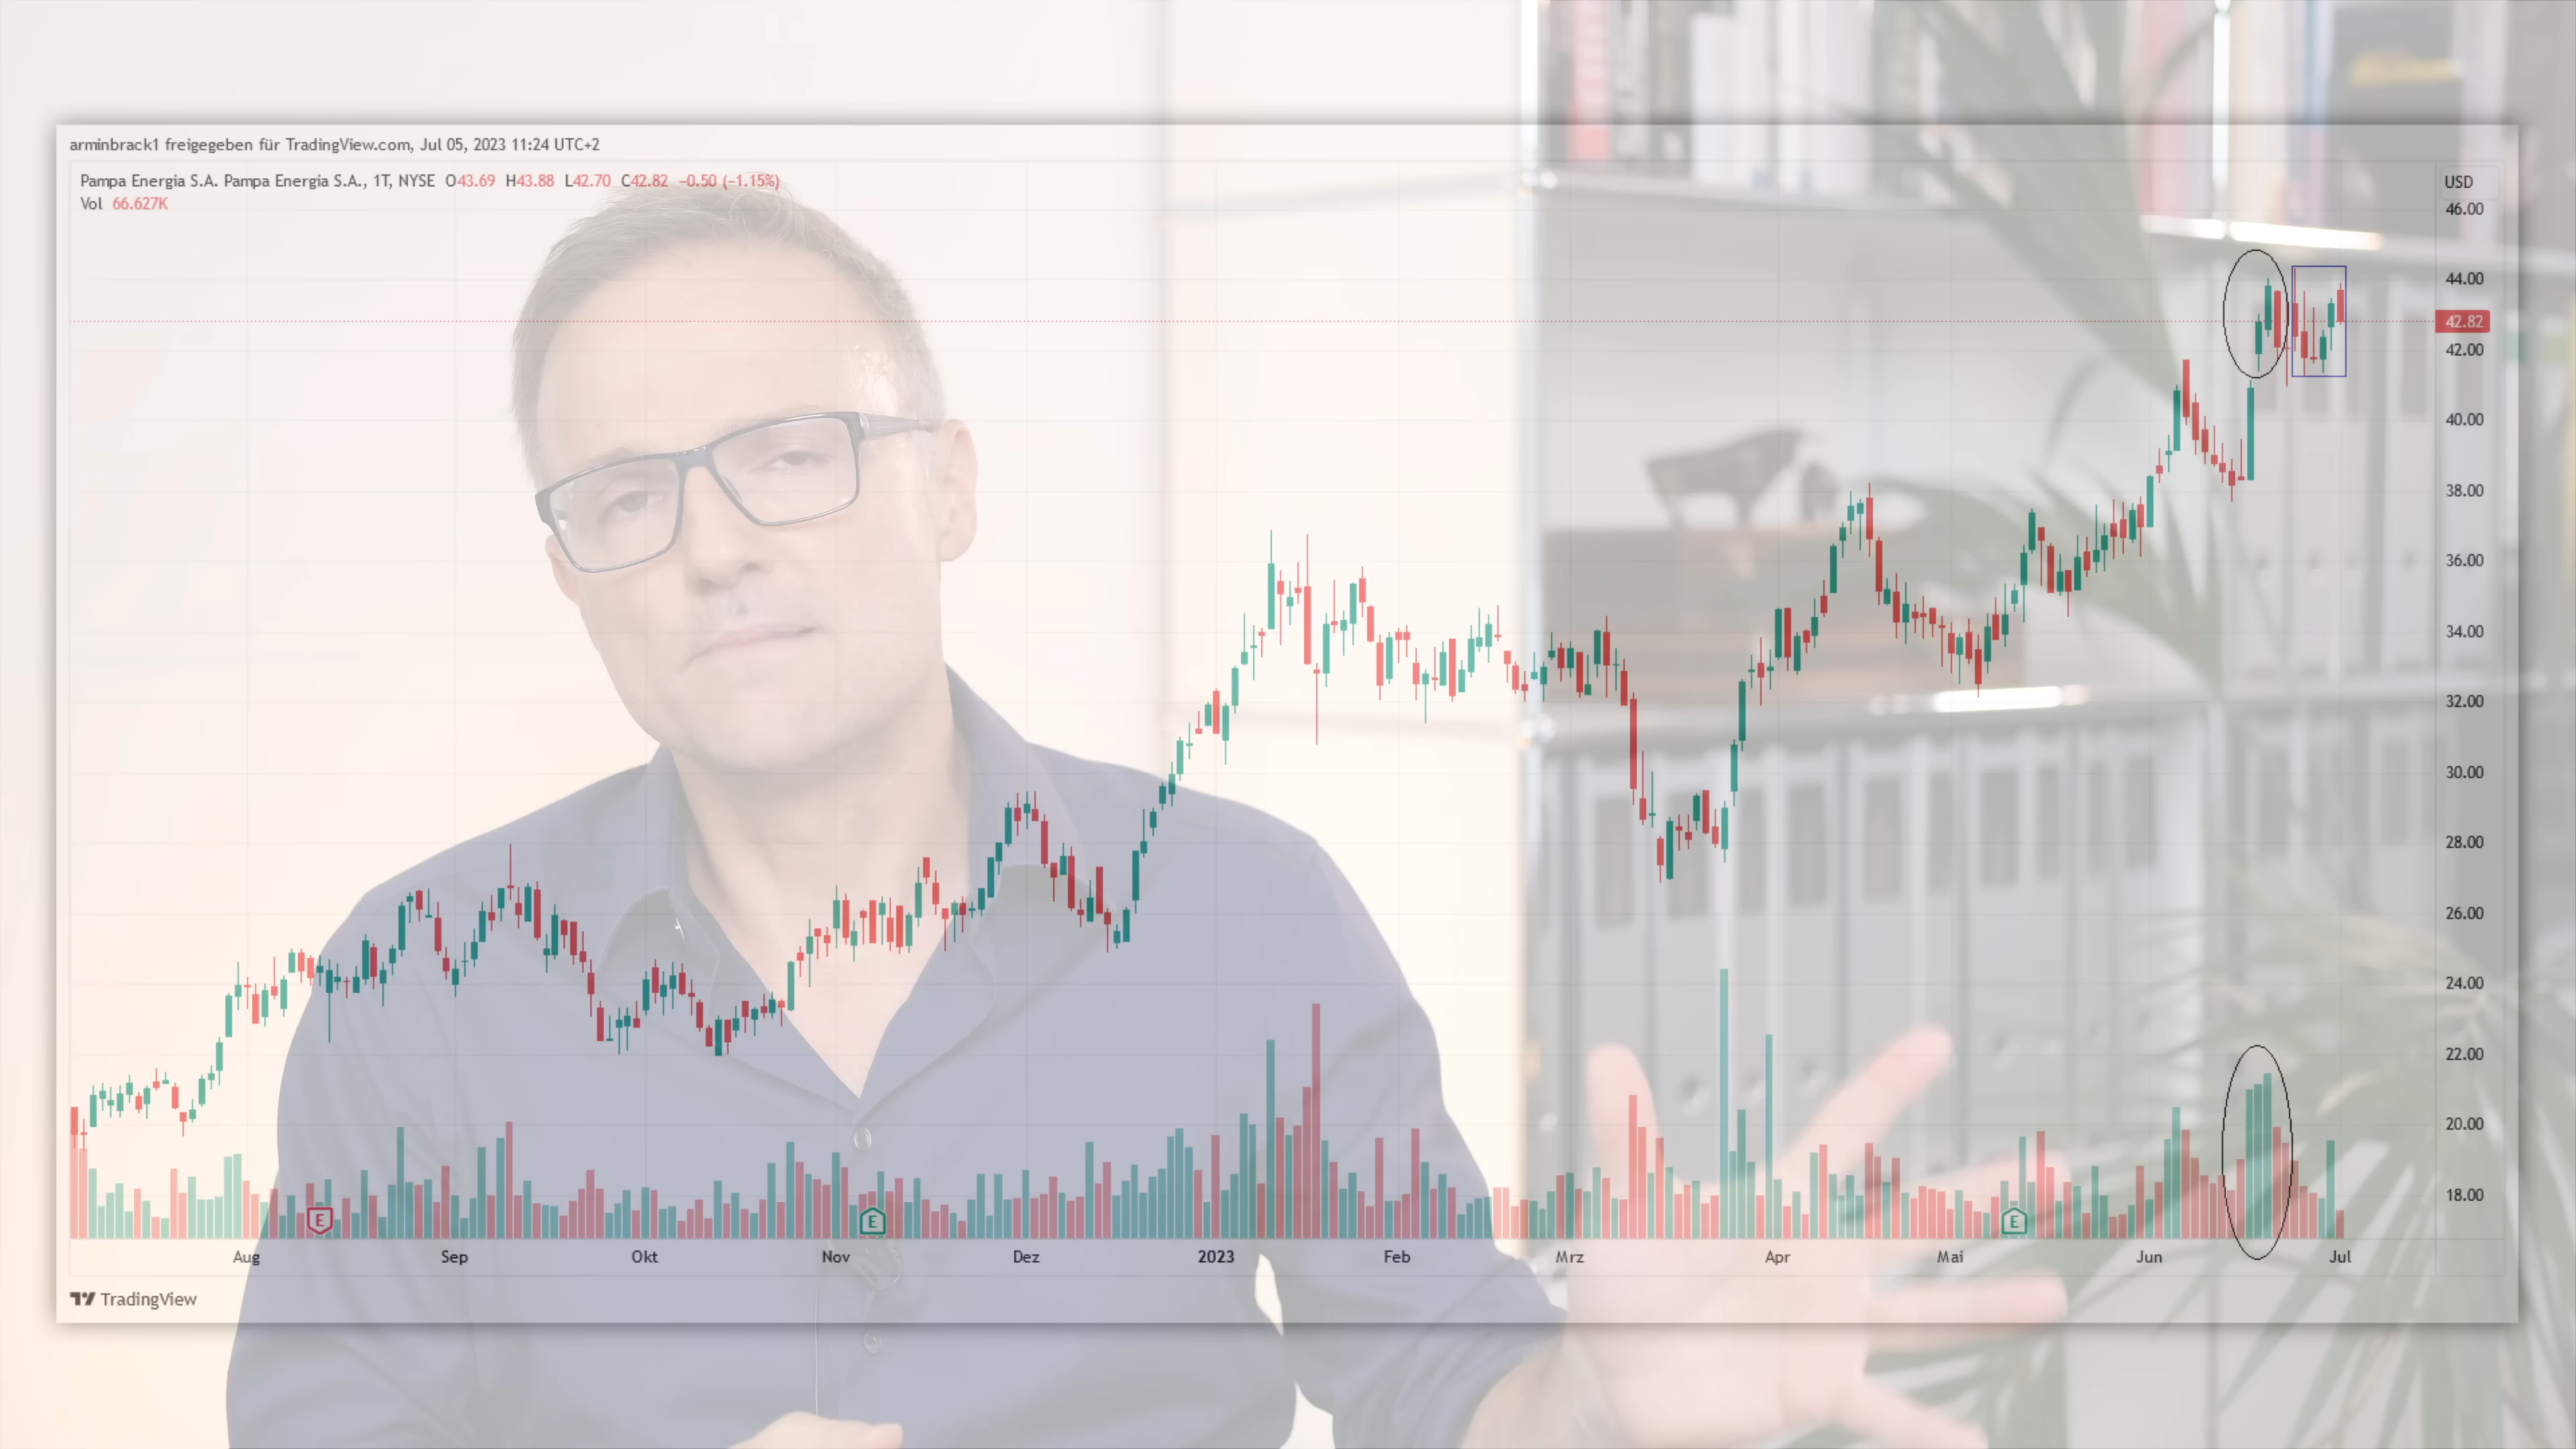 arminbrack1 freigegeben für TradingView.com, Jul 05, 2023 11:24 UTC+2
Pampa Energia S.A. Pampa Energia S.A., 1T, NYSE O43.69 H43.88 L42.70 C42.82 −0.50 (−1.15%)
Vol 66.627K
USD
46.00
44.00
42.82
42.00
40.00
38.00
36.00
34.00
32.00
30.00
28.00
26.00
24.00
22.00
20.00
18.00
E E E
Aug Sep Okt Nov Dez 2023 Feb Mrz Apr Mai Jun Jul
TradingView